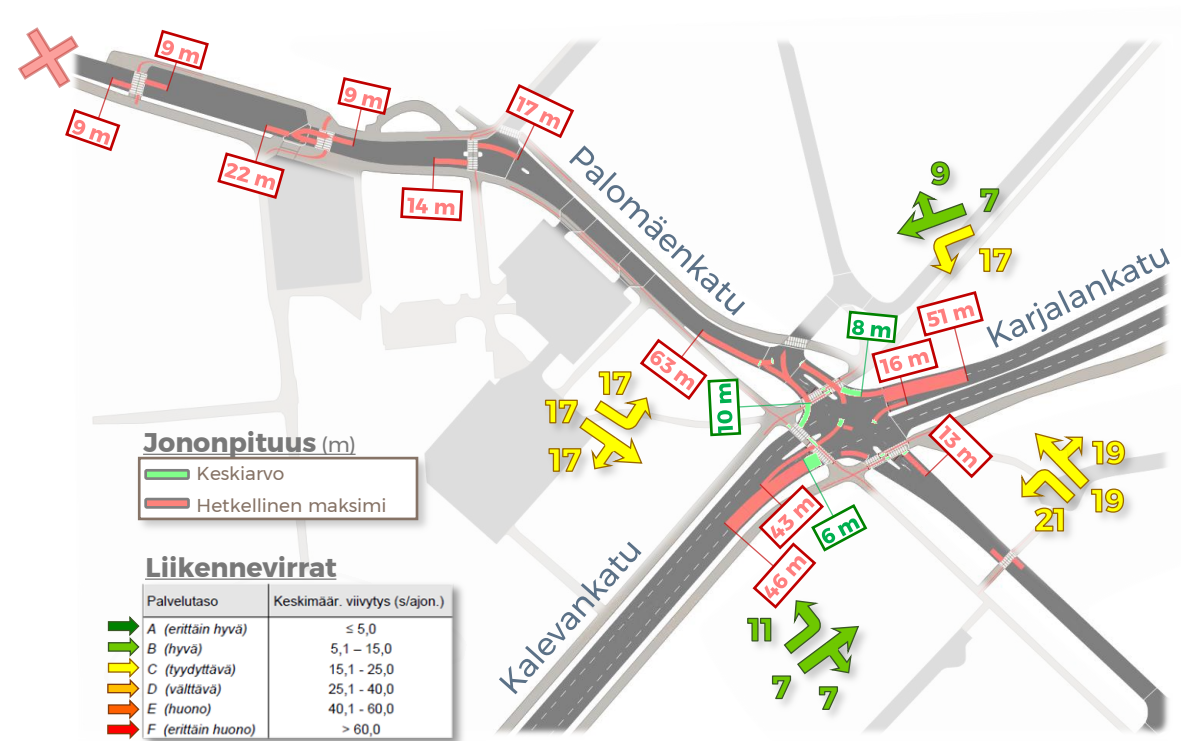 9 m
9 m
9 m
22 m
17 m
14 m
Palomäenkatu
9
7
17
Karjalankatu
51 m
8 m
16 m
63 m
10 m
17
17
17
13 m
19
19
21
43 m
6 m
46 m
Kalevankatu
11
7
7
Jononpituus (m)
Keskiarvo
Hetkellinen maksimi
Liikennevirrat
Palvelutaso Keskimäär. viivytys (s/ajon.)
A (erittäin hyvä) ≤ 5,0
B (hyvä) 5,1 – 15,0
C (tyydyttävä) 15,1 - 25,0
D (välttävä) 25,1 - 40,0
E (huono) 40,1 - 60,0
F (erittäin huono) > 60,0